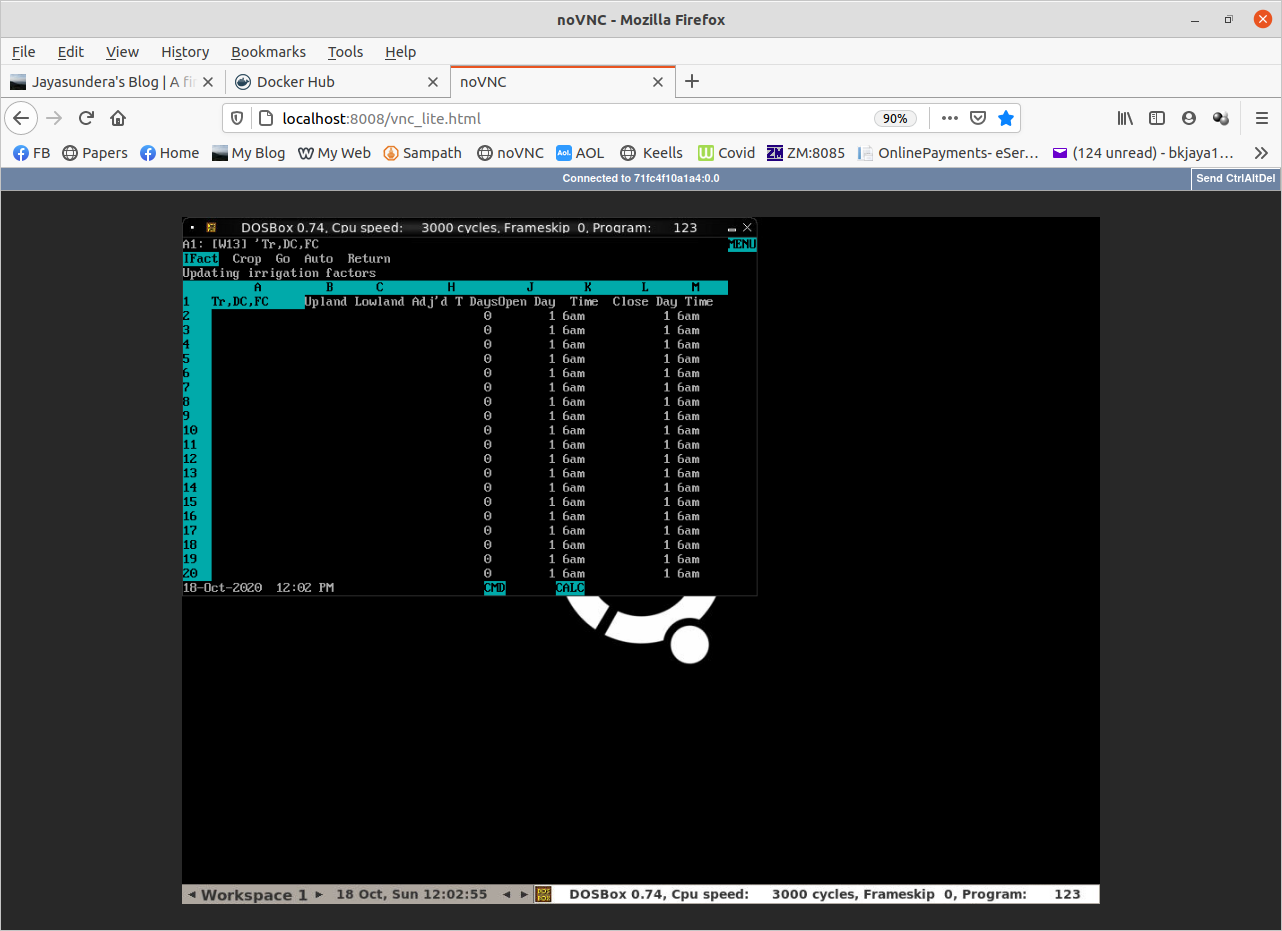 noVNC - Mozilla Firefox
File Edit View History Bookmarks Tools Help
Jayasundera's Blog | A fi Docker Hub noVNC
localhost:8008/vnc_lite.html 90%
FB Papers Home My Blog My Web Sampath noVNC AOL Keells Covid ZM:8085 OnlinePayments- eSer… (124 unread) - bkjaya1…
Connected to 71fc4f10a1a4:0.0 Send CtrlAltDel
DOSBox 0.74, Cpu speed: 3000 cycles, Frameskip 0, Program: 123
A1: [W13] 'Tr,DC,FC MENU
IFact Crop Go Auto Return
Updating irrigation factors
A B C H J K L M
1 Tr,DC,FC Upland Lowland Adj'd T DaysOpen Day Time Close Day Time
2 0 1 6am 1 6am
3 0 1 6am 1 6am
4 0 1 6am 1 6am
5 0 1 6am 1 6am
6 0 1 6am 1 6am
7 0 1 6am 1 6am
8 0 1 6am 1 6am
9 0 1 6am 1 6am
10 0 1 6am 1 6am
11 0 1 6am 1 6am
12 0 1 6am 1 6am
13 0 1 6am 1 6am
14 0 1 6am 1 6am
15 0 1 6am 1 6am
16 0 1 6am 1 6am
17 0 1 6am 1 6am
18 0 1 6am 1 6am
19 0 1 6am 1 6am
20 0 1 6am 1 6am
18-Oct-2020 12:02 PM CMD CALC
Workspace 1 18 Oct, Sun 12:02:55 DOSBox 0.74, Cpu speed: 3000 cycles, Frameskip 0, Program: 123